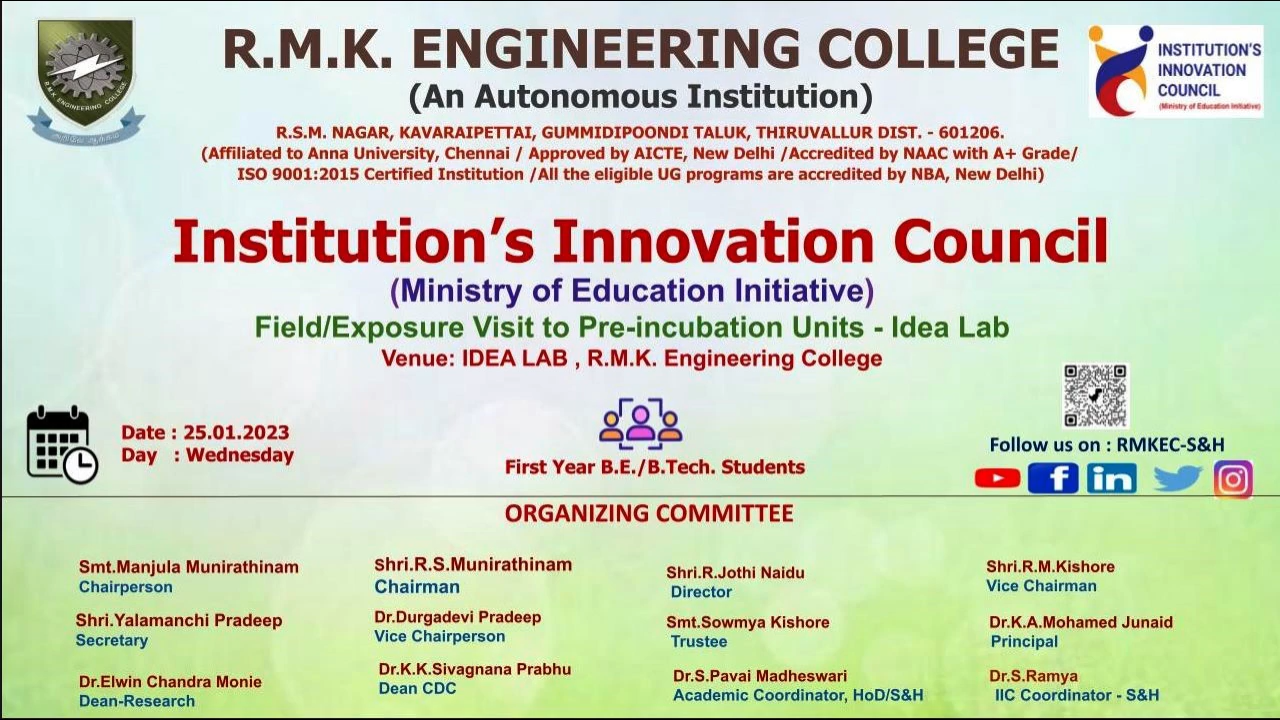 R.M.K. ENGINEERING COLLEGE
(An Autonomous Institution)
R.S.M. NAGAR, KAVARAIPETTAI, GUMMIDIPOONDI TALUK, THIRUVALLUR DIST. - 601206.
(Affiliated to Anna University, Chennai / Approved by AICTE, New Delhi /Accredited by NAAC with A+ Grade/
ISO 9001:2015 Certified Institution /All the eligible UG programs are accredited by NBA, New Delhi)
R.M.K. ENGINEERING COLLEGE
INSTITUTION'S
INNOVATION
COUNCIL
(Ministry of Education Initiative)
Institution's Innovation Council
(Ministry of Education Initiative)
Field/Exposure Visit to Pre-incubation Units - Idea Lab
Venue: IDEA LAB , R.M.K. Engineering College
Date : 25.01.2023
Day : Wednesday
First Year B.E./B.Tech. Students
Follow us on : RMKEC-S&H
ORGANIZING COMMITTEE
Smt.Manjula Munirathinam
Chairperson
Shri.R.S.Munirathinam
Chairman
Shri.R.Jothi Naidu
Director
Shri.R.M.Kishore
Vice Chairman
Shri.Yalamanchi Pradeep
Secretary
Dr.Durgadevi Pradeep
Vice Chairperson
Smt.Sowmya Kishore
Trustee
Dr.K.A.Mohamed Junaid
Principal
Dr.Elwin Chandra Monie
Dean-Research
Dr.K.K.Sivagnana Prabhu
Dean CDC
Dr.S.Pavai Madheswari
Academic Coordinator, HoD/S&H
Dr.S.Ramya
IIC Coordinator - S&H